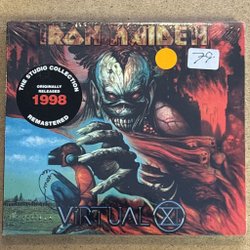 IRON MAIDEN
79:-
THE STUDIO COLLECTION
ORIGINALLY
RELEASED
1998
REMASTERED
VIRTUAL XI